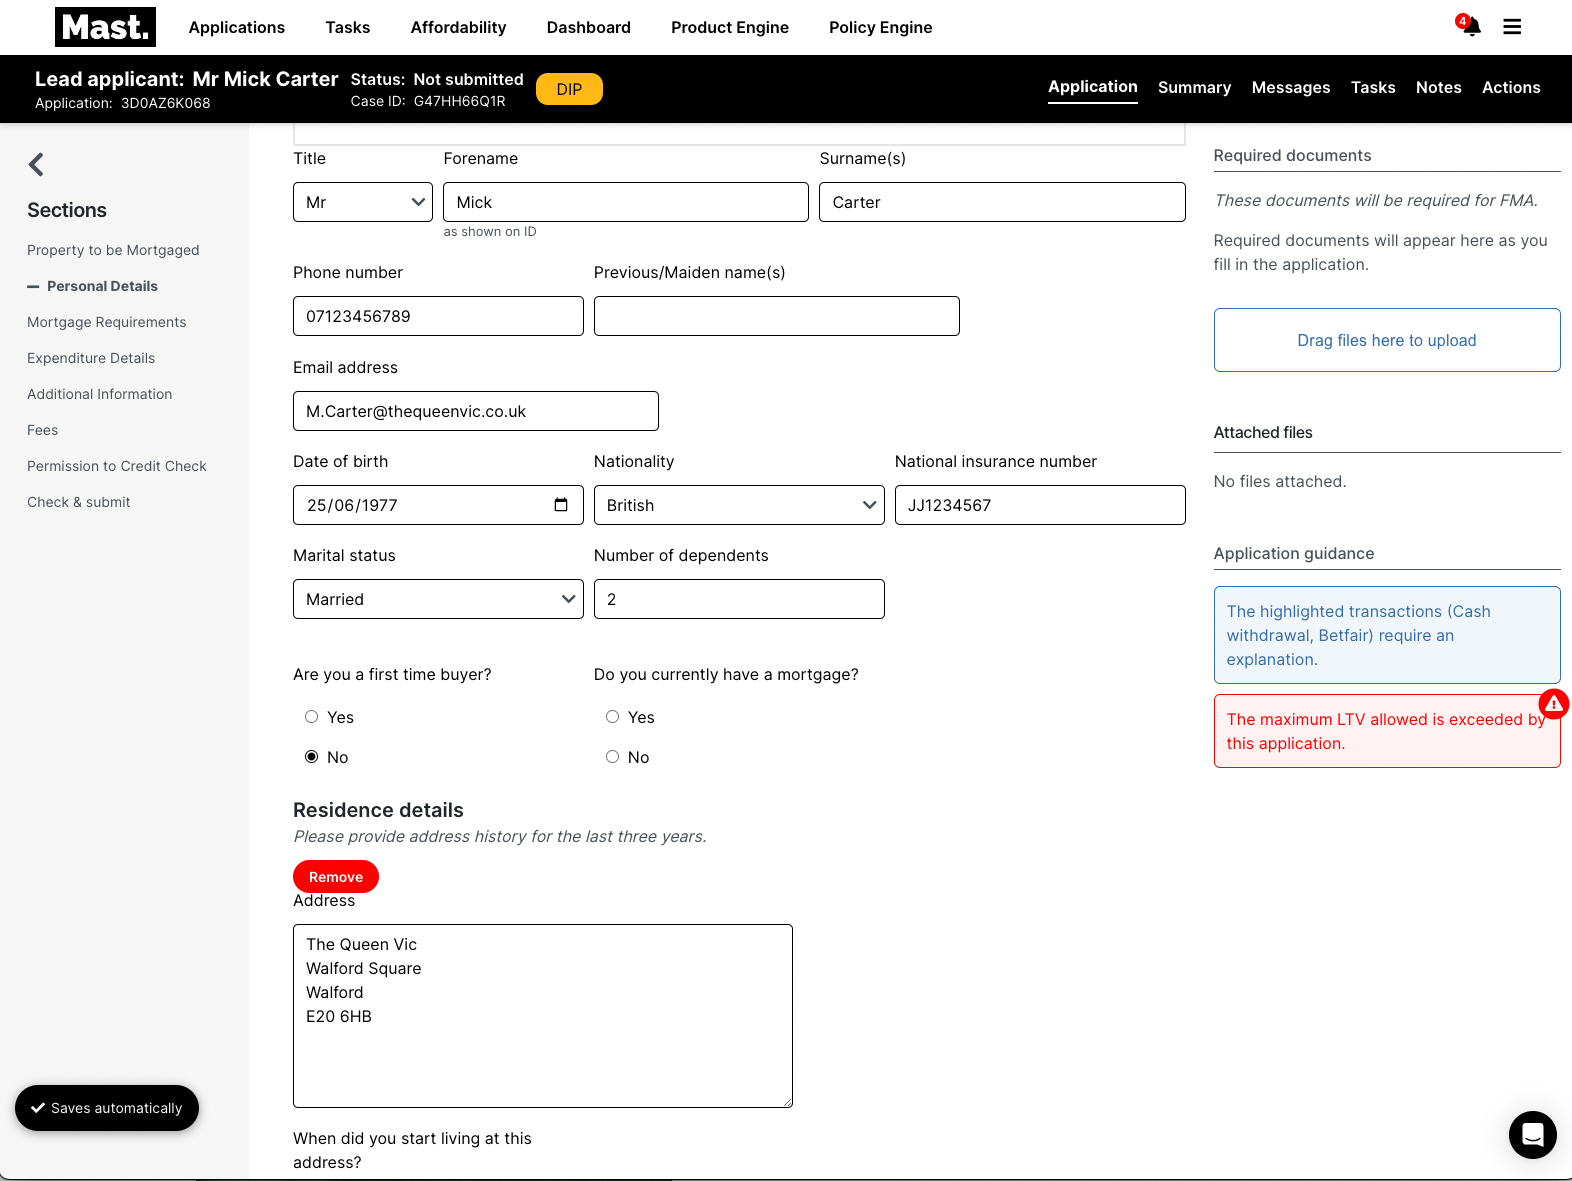 Mast.
Applications
Tasks
Affordability
Dashboard
Product Engine
Policy Engine
4
Lead applicant: Mr Mick Carter
Application: 3D0AZ6K068
Status: Not submitted
Case ID: G47HH66Q1R
DIP
Application
Summary
Messages
Tasks
Notes
Actions
Sections
Property to be Mortgaged
Personal Details
Mortgage Requirements
Expenditure Details
Additional Information
Fees
Permission to Credit Check
Check & submit
Saves automatically
Title
Forename
Surname(s)
Mr
Mick
Carter
as shown on ID
Phone number
Previous/Maiden name(s)
07123456789
Email address
M.Carter@thequeenvic.co.uk
Date of birth
Nationality
National insurance number
25/06/1977
British
JJ1234567
Marital status
Number of dependents
Married
2
Are you a first time buyer?
Do you currently have a mortgage?
Yes
Yes
No
No
Residence details
Please provide address history for the last three years.
Remove
Address
The Queen Vic
Walford Square
Walford
E20 6HB
When did you start living at this
address?
Required documents
These documents will be required for FMA.
Required documents will appear here as you
fill in the application.
Drag files here to upload
Attached files
No files attached.
Application guidance
The highlighted transactions (Cash
withdrawal, Betfair) require an
explanation.
The maximum LTV allowed is exceeded by
this application.